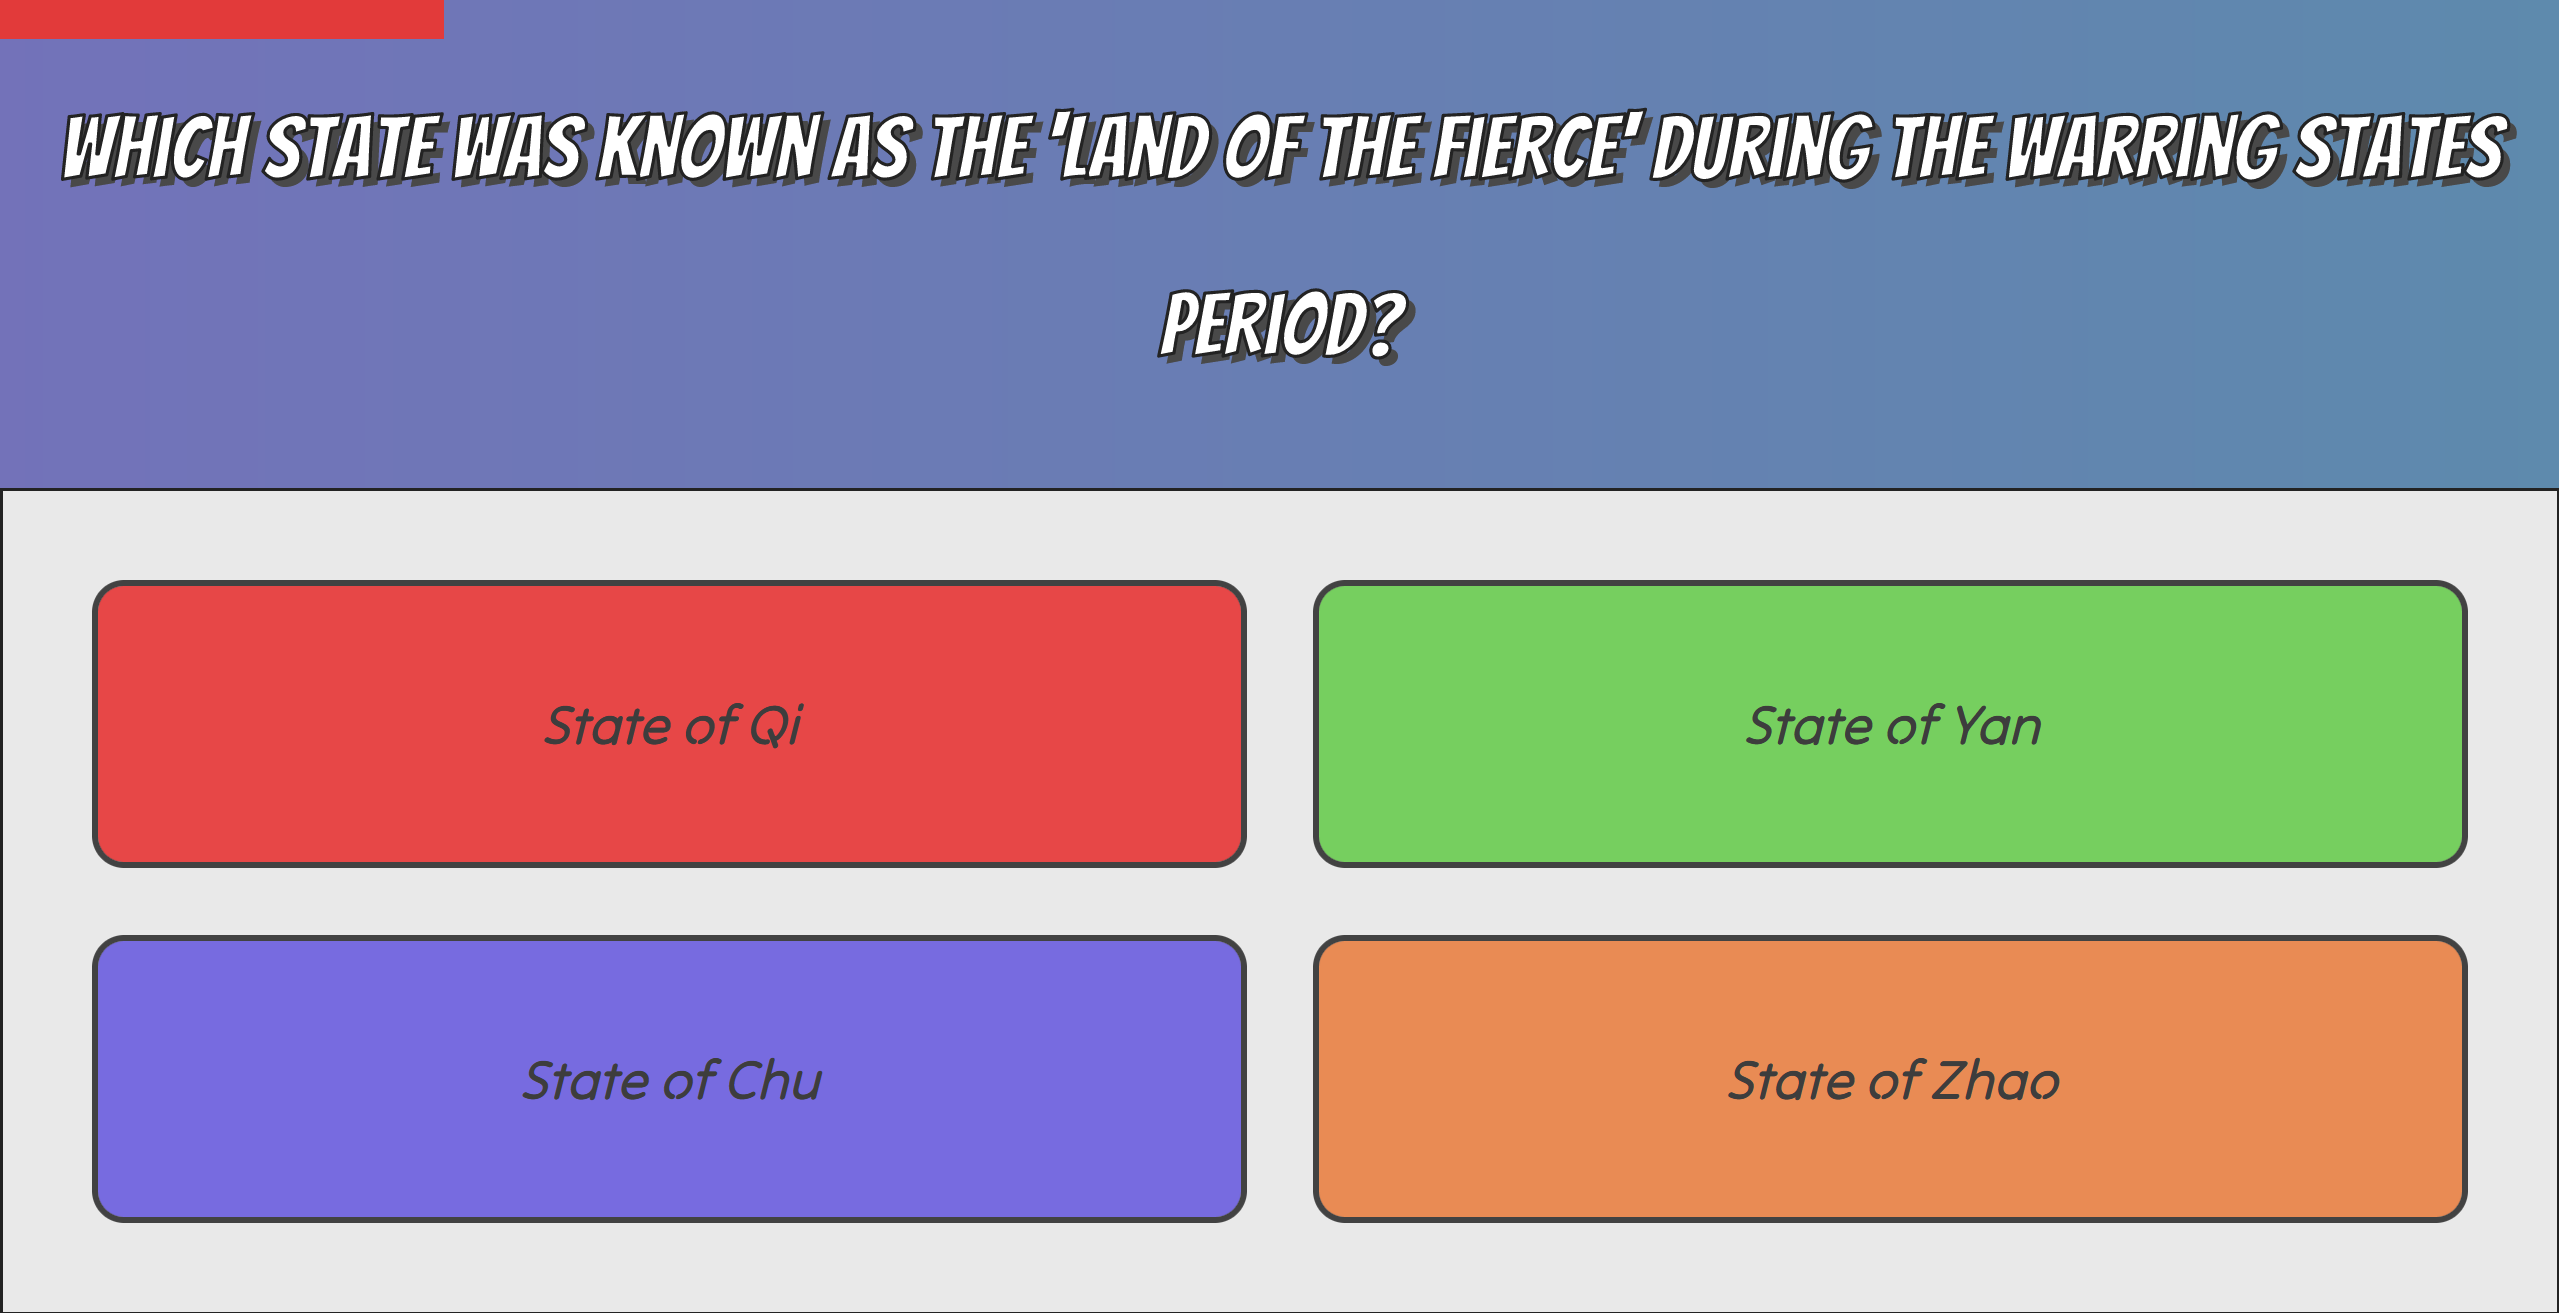 WHICH STATE WAS KNOWN AS THE 'LAND OF THE FIERCE' DURING THE WARRING STATES
PERIOD?
State of Qi
State of Yan
State of Chu
State of Zhao